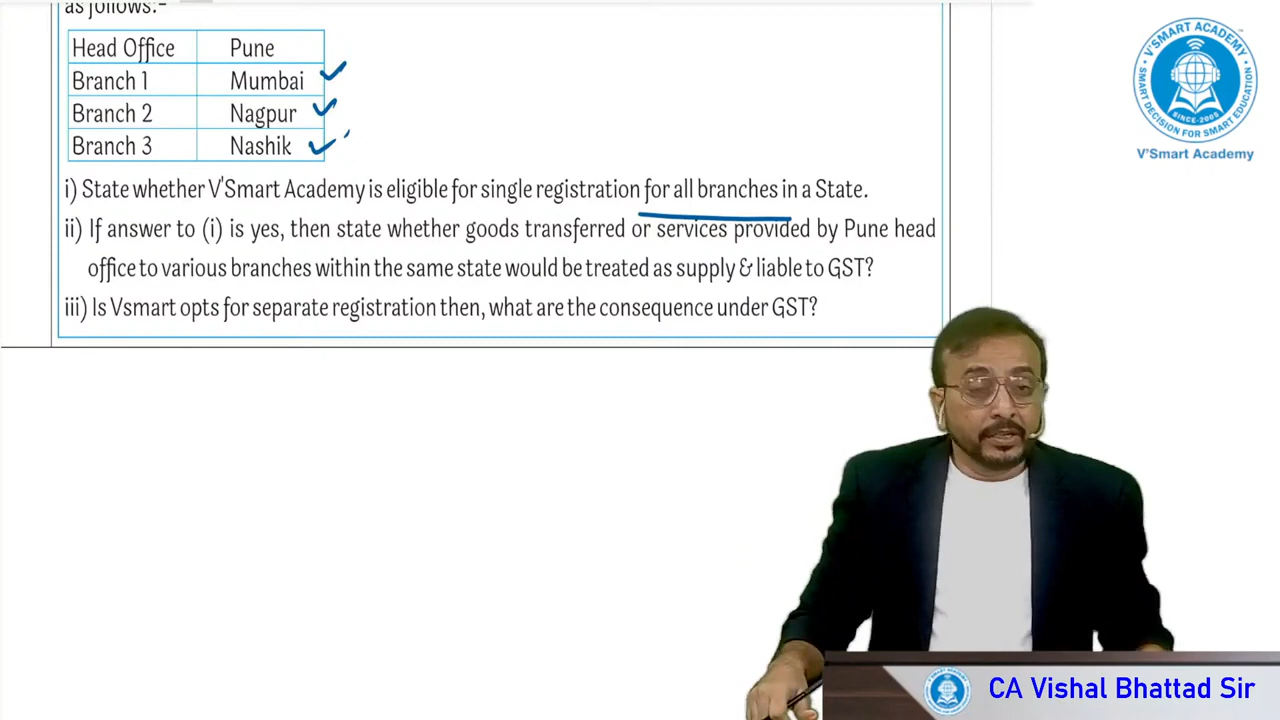 as follows:-
Head Office Pune
Branch 1 Mumbai
Branch 2 Nagpur
Branch 3 Nashik
i) State whether V'Smart Academy is eligible for single registration for all branches in a State.
ii) If answer to (i) is yes, then state whether goods transferred or services provided by Pune head
office to various branches within the same state would be treated as supply & liable to GST?
iii) Is Vsmart opts for separate registration then, what are the consequence under GST?
V'SMART ACADEMY
SMART DECISION FOR SMART EDUCATION
SINCE-2005
V'Smart Academy
CA Vishal Bhattad Sir